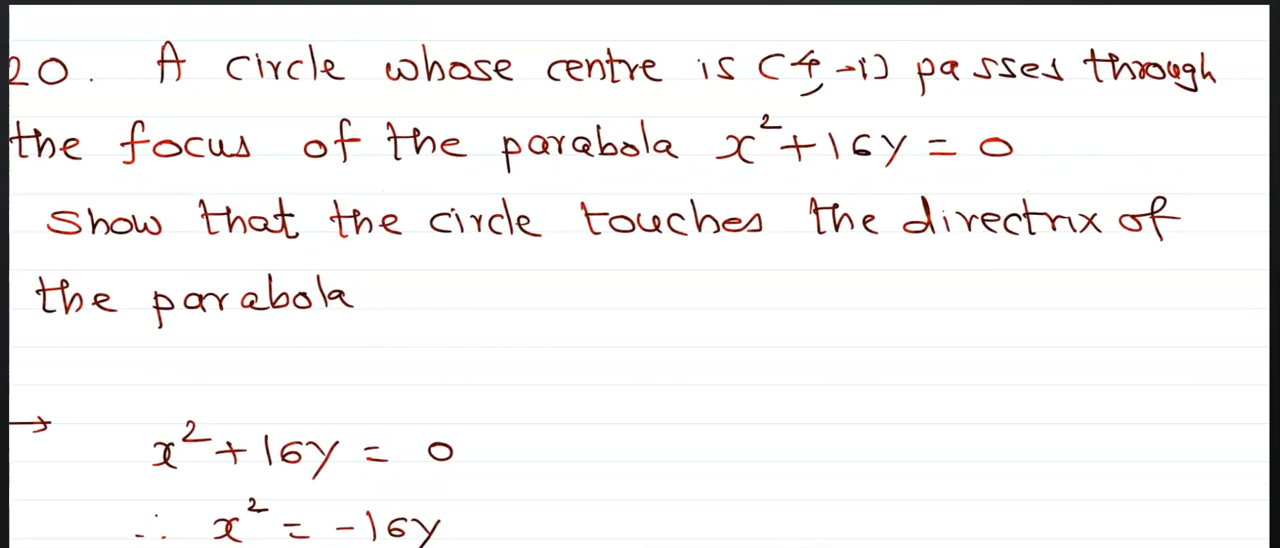 20. A circle whose centre is (4,-1) passes through
the focus of the parabola x²+16y = 0
show that the circle touches the directrix of
the parabola
→ x²+16y = 0
∴ x² = -16y